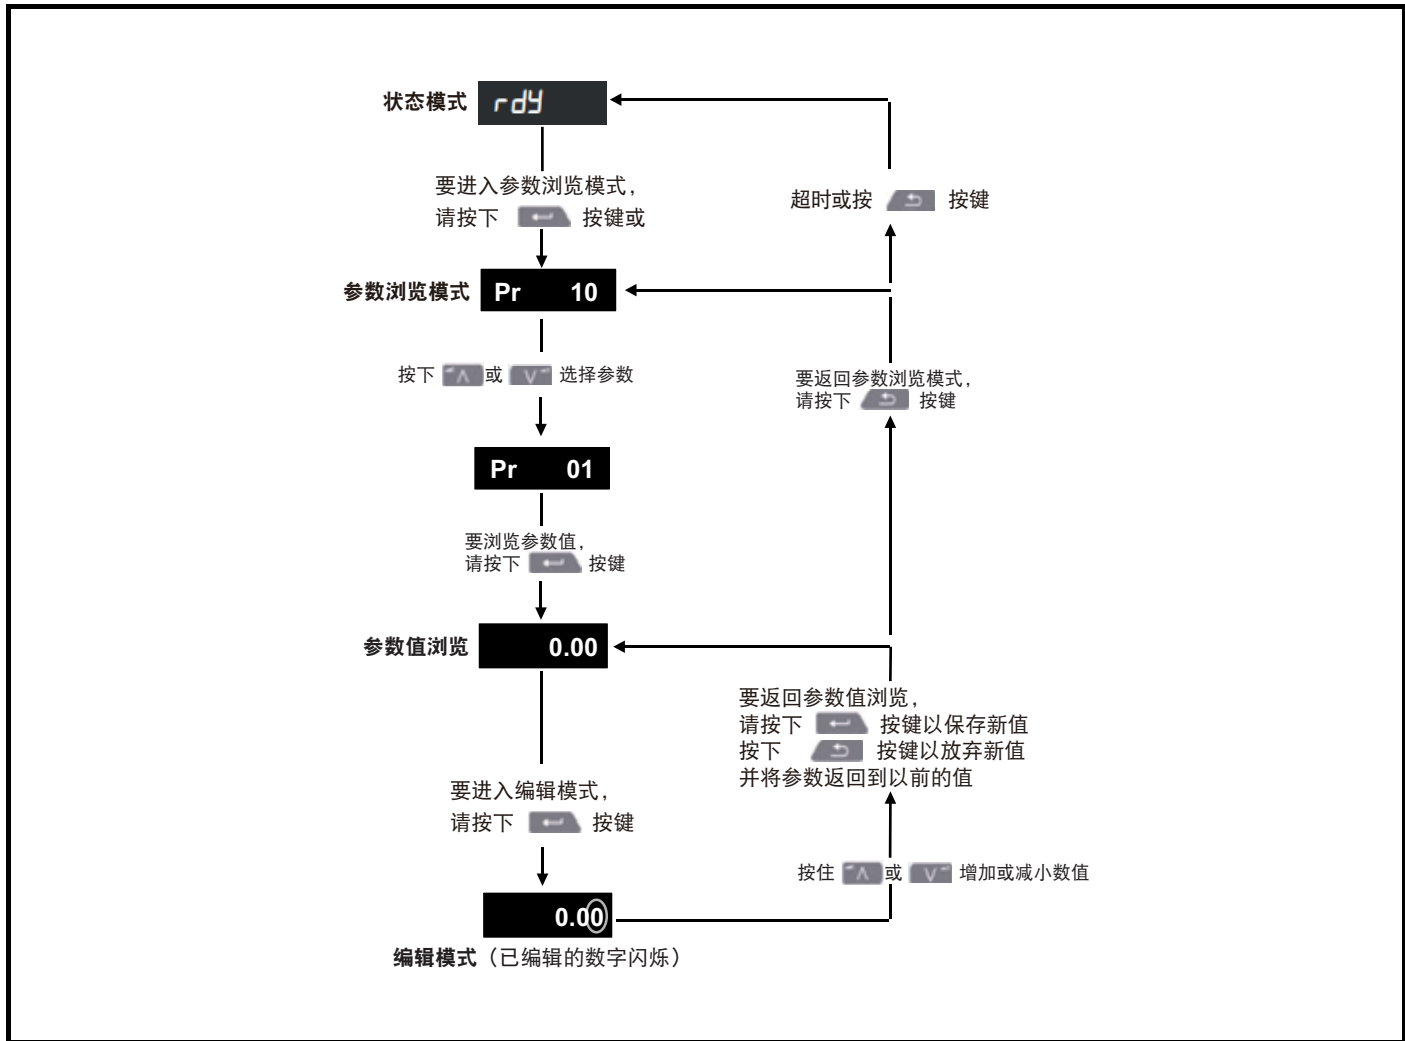 状态模式 rdy
要进入参数浏览模式，
请按下 按键或
超时或按 按键
参数浏览模式 Pr 10
按下 或 选择参数
要返回参数浏览模式，
请按下 按键
Pr 01
要浏览参数值，
请按下 按键
参数值浏览 0.00
要返回参数值浏览，
请按下 按键以保存新值
按下 按键以放弃新值
并将参数返回到以前的值
要进入编辑模式，
请按下 按键
按住 或 增加或减小数值
0.00
编辑模式（已编辑的数字闪烁）